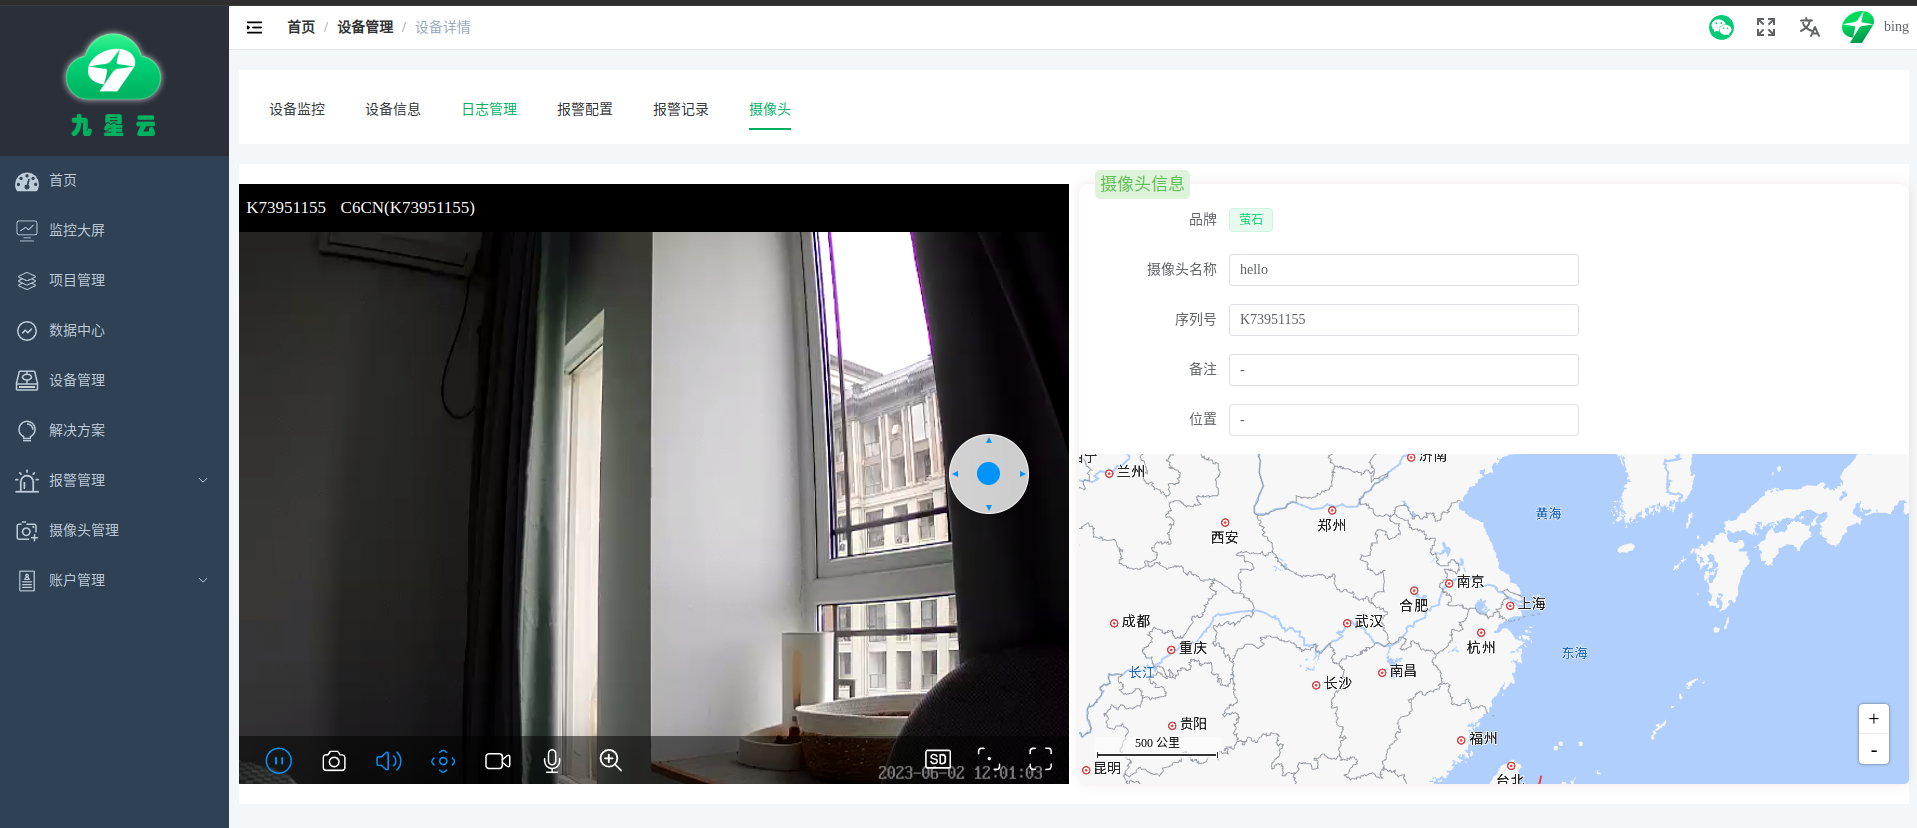 九星云
首页
监控大屏
项目管理
数据中心
设备管理
解决方案
报警管理
摄像头管理
账户管理
首页 / 设备管理 / 设备详情
bing
设备监控 设备信息 日志管理 报警配置 报警记录 摄像头
K73951155 C6CN(K73951155)
SD
2023-06-02 12:01:03
摄像头信息
品牌 萤石
摄像头名称 hello
序列号 K73951155
备注 -
位置 -
济南
兰州
黄海
郑州
西安
南京
合肥
上海
成都
武汉
杭州
重庆
东海
长江
南昌
长沙
贵阳
福州
500 公里
昆明
台北
+
-